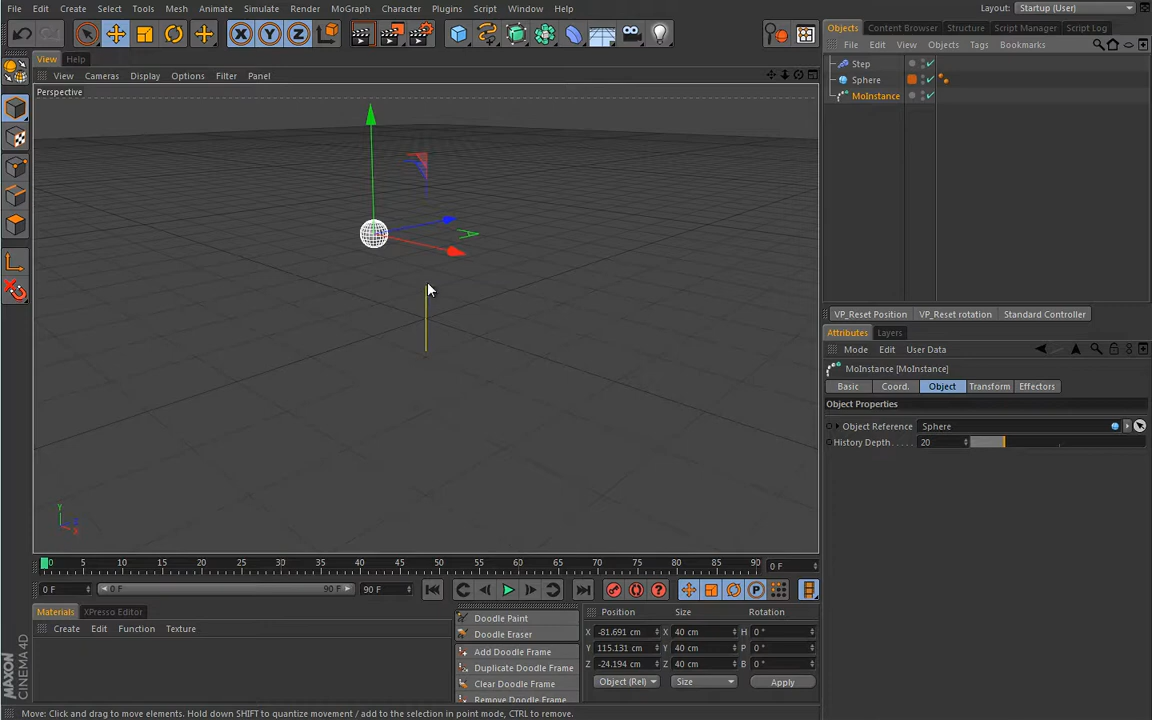 File Edit Create Select Tools Mesh Animate Simulate Render MoGraph Character Plugins Script Window Help Layout: Startup (User)
Objects Content Browser Structure Script Manager Script Log
File Edit View Objects Tags Bookmarks
View Help
View Cameras Display Options Filter Panel
Perspective
Step
Sphere
MoInstance
VP_Reset Position VP_Reset rotation Standard Controller
Attributes Layers
Mode Edit User Data
MoInstance [MoInstance]
Basic Coord. Object Transform Effectors
Object Properties
Object Reference Sphere
History Depth..... 20
Y
Z
X
0 5 10 15 20 25 30 35 40 45 50 55 60 65 70 75 80 85 90 0 F
0 F 0 F 90 F 90 F
Materials XPresso Editor
Create Edit Function Texture
Doodle Paint
Doodle Eraser
Add Doodle Frame
Duplicate Doodle Frame
Clear Doodle Frame
Remove Doodle Frame
Position Size Rotation
X -81.691 cm X 40 cm H 0 °
Y 115.131 cm Y 40 cm P 0 °
Z -24.194 cm Z 40 cm B 0 °
Object (Rel) Size Apply
MAXON CINEMA 4D
Move: Click and drag to move elements. Hold down SHIFT to quantize movement / add to the selection in point mode, CTRL to remove.